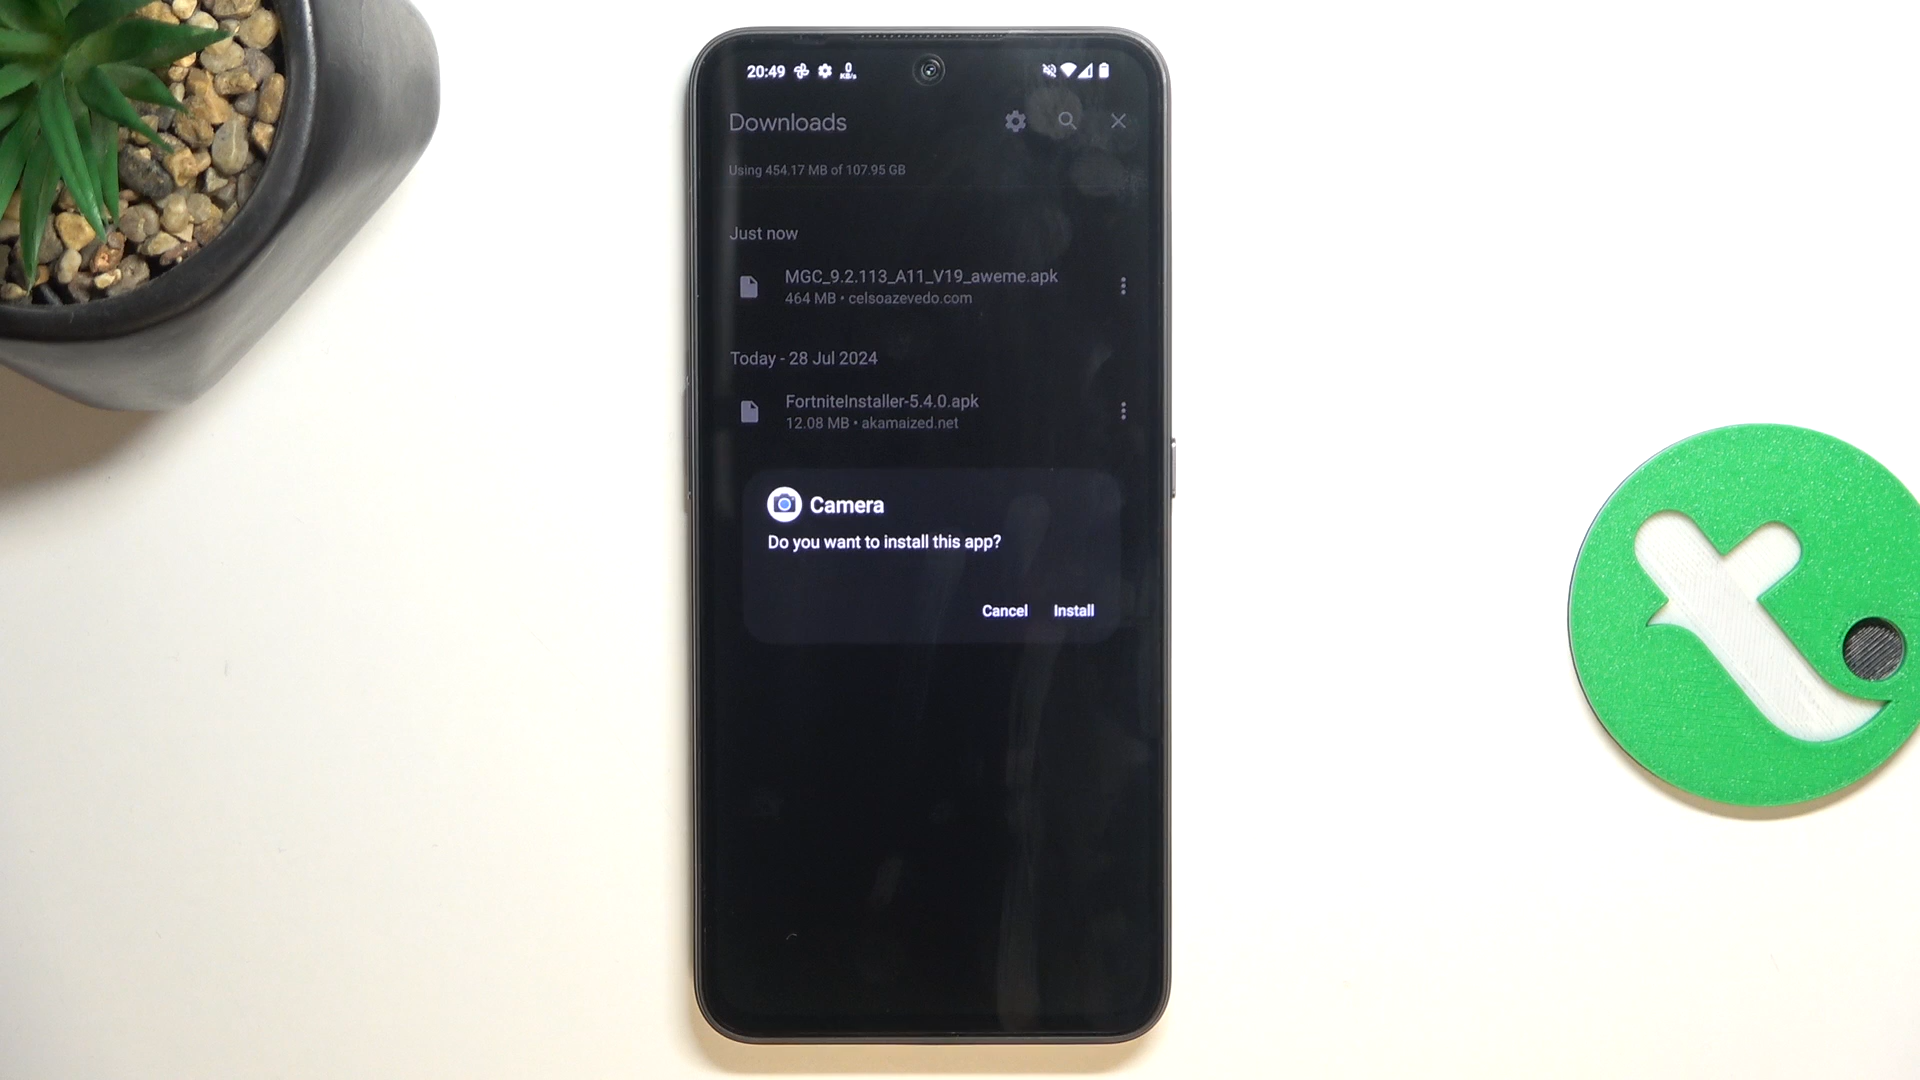 20:49
0
KB/s
Downloads
Using 454.17 MB of 107.95 GB
Just now
MGC_9.2.113_A11_V19_aweme.apk
464 MB • celsoazevedo.com
Today - 28 Jul 2024
FortniteInstaller-5.4.0.apk
12.08 MB • akamaized.net
Camera
Do you want to install this app?
Cancel Install